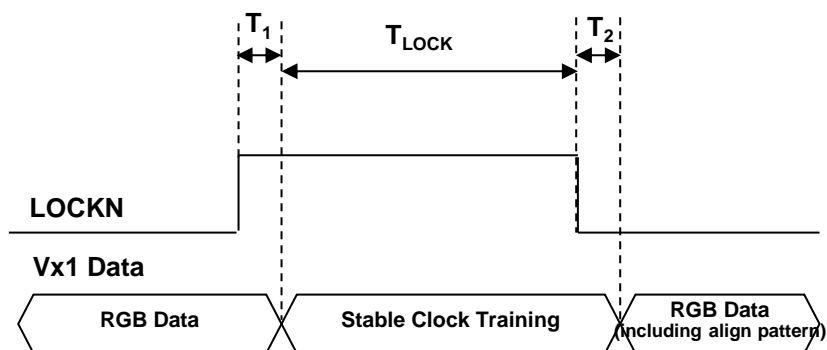 T1
TLOCK
T2
LOCKN
Vx1 Data
RGB Data
Stable Clock Training
RGB Data
(including align pattern)